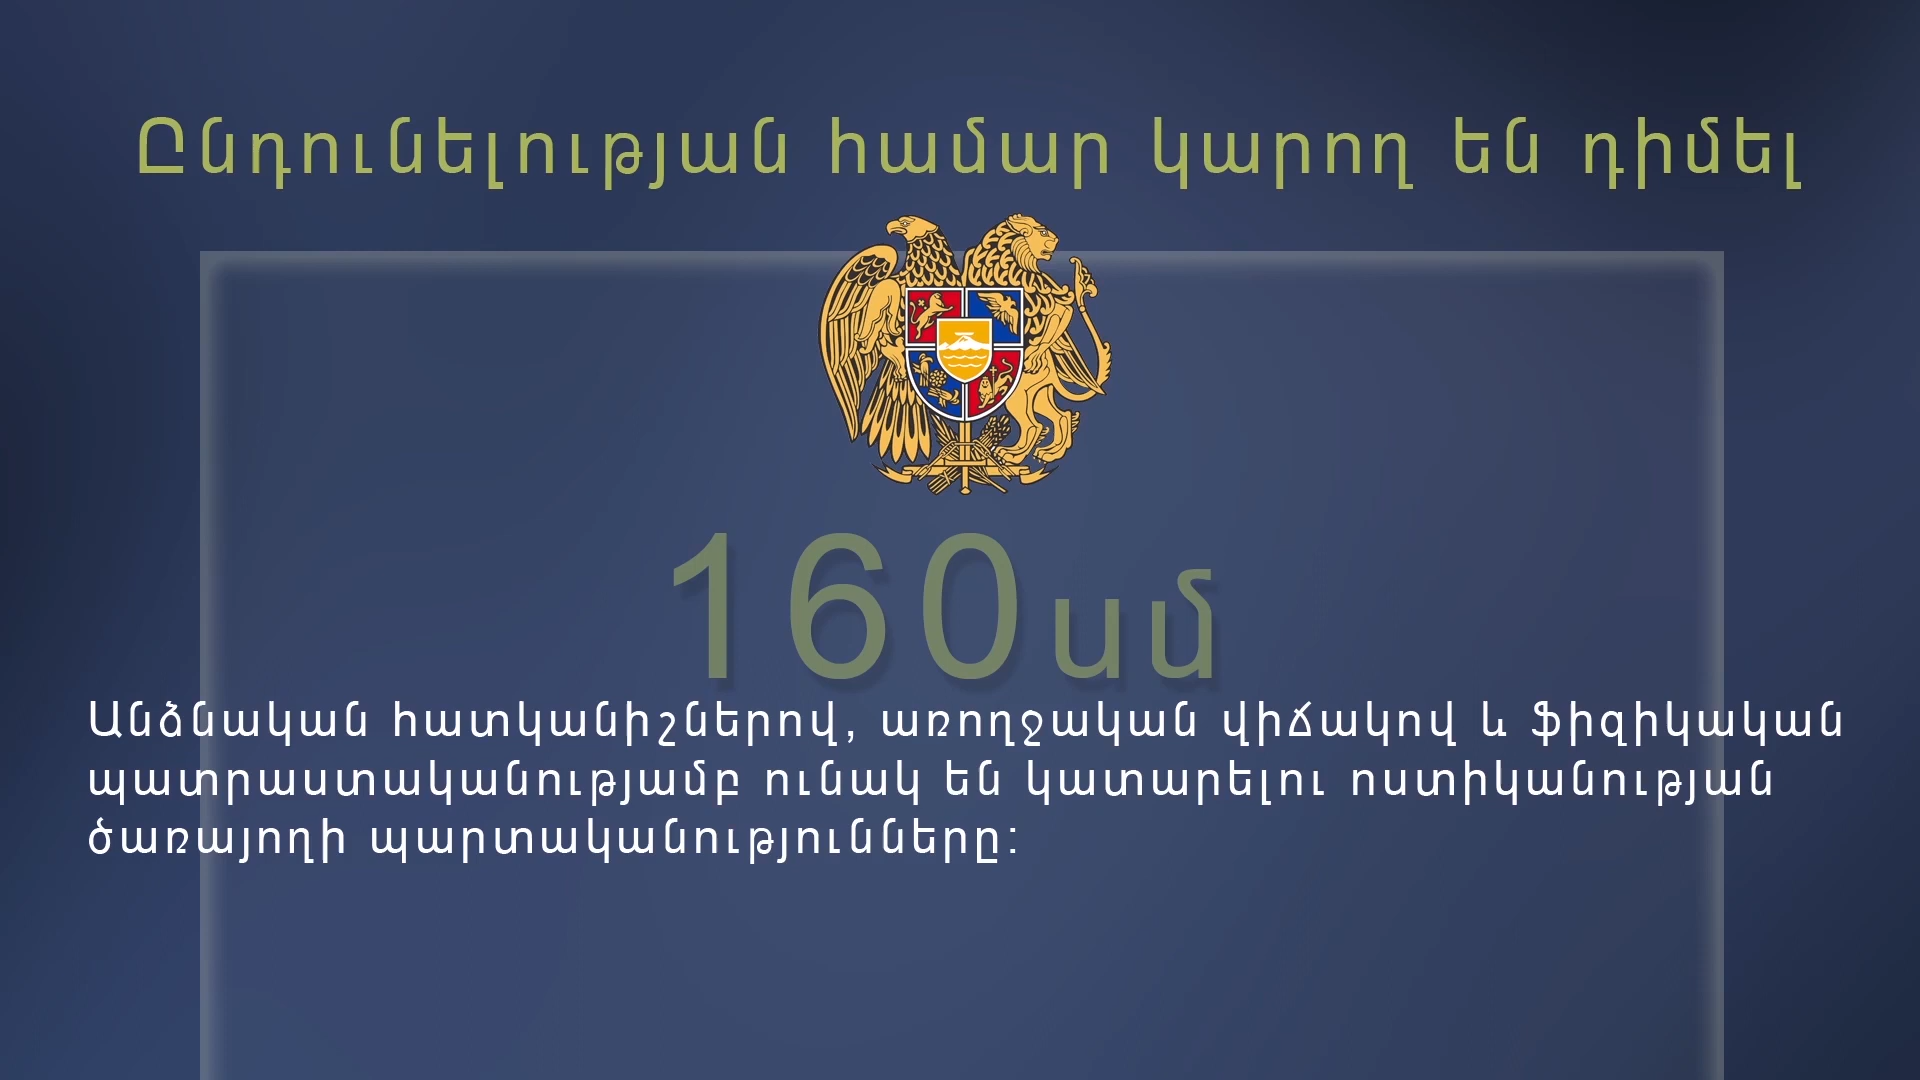 Ընդունելության համար կարող են դիմել
160սմ
Անձնական հատկանիշներով, առողջական վիճակով և ֆիզիկական
պատրաստականությամբ ունակ են կատարելու ոստիկանության
ծառայողի պարտականությունները: